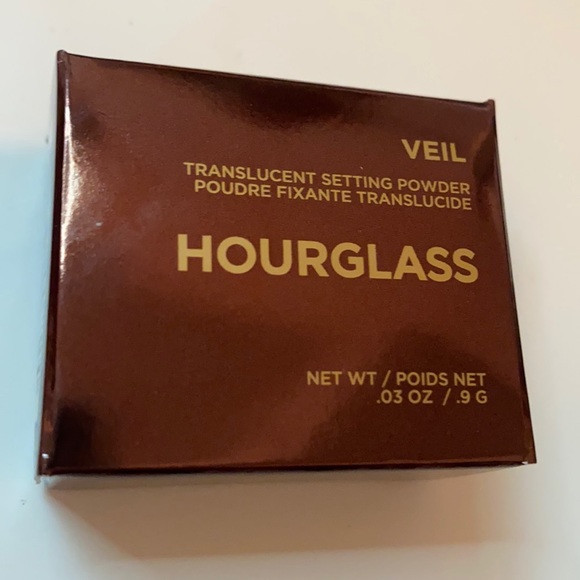 VEIL
TRANSLUCENT SETTING POWDER
POUDRE FIXANTE TRANSLUCIDE
HOURGLASS
NET WT / POIDS NET
.03 OZ / .9 G